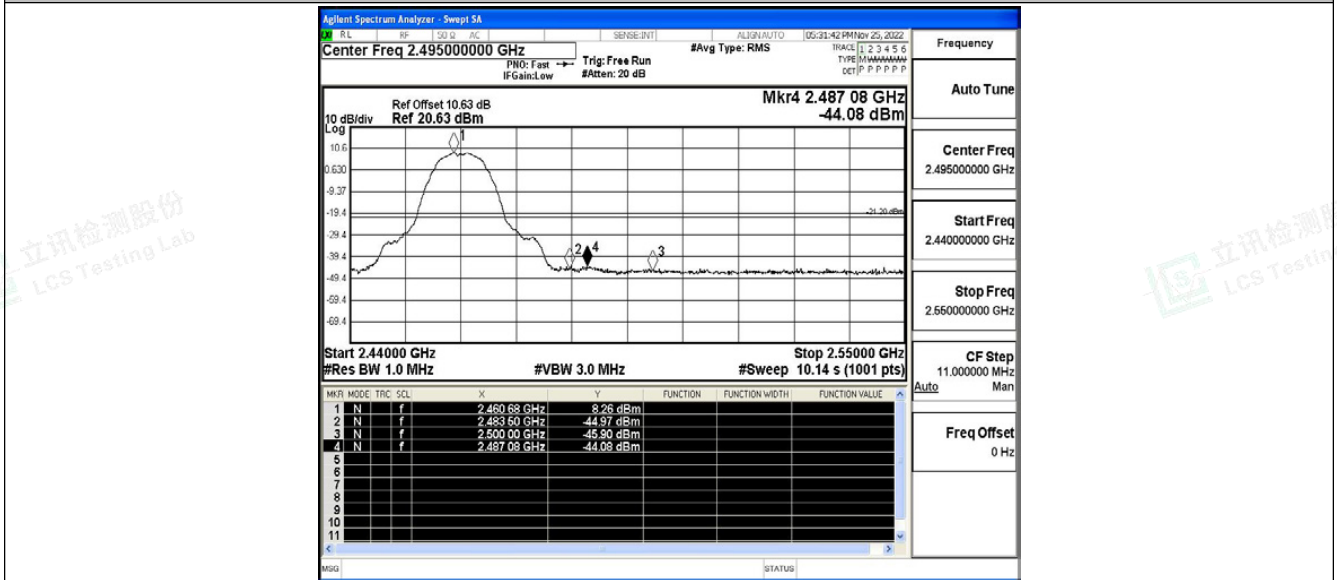 Agilent Spectrum Analyzer - Swept SA
RL RF 50 Ω AC SENSE:INT ALIGN AUTO 05:31:42 PM Nov 25, 2022
Center Freq 2.495000000 GHz
PNO: Fast
IFGain:Low
Trig: Free Run
#Atten: 20 dB
#Avg Type: RMS
TRACE 1 2 3 4 5 6
TYPE M
DET P P P P P P
Mkr4 2.487 08 GHz
-44.08 dBm
Ref Offset 10.63 dB
10 dB/div Ref 20.63 dBm
Log
1
10.6
0.630
-9.37
-19.4
-21.20 dBm
-29.4
2 4 3
-39.4
-49.4
-59.4
-69.4
Start 2.44000 GHz Stop 2.55000 GHz
#Res BW 1.0 MHz #VBW 3.0 MHz #Sweep 10.14 s (1001 pts)
MKR MODE TRC SCL X Y FUNCTION FUNCTION WIDTH FUNCTION VALUE
1 N f 2.460 68 GHz 8.26 dBm
2 N f 2.483 50 GHz -44.97 dBm
3 N f 2.500 00 GHz -45.90 dBm
4 N f 2.487 08 GHz -44.08 dBm
5
6
7
8
9
10
11
MSG STATUS
Frequency
Auto Tune
Center Freq
2.495000000 GHz
Start Freq
2.440000000 GHz
Stop Freq
2.550000000 GHz
CF Step
11.000000 MHz
Auto Man
Freq Offset
0 Hz
立讯检测股份
LCS Testing Lab
立讯检测
LCS Testin